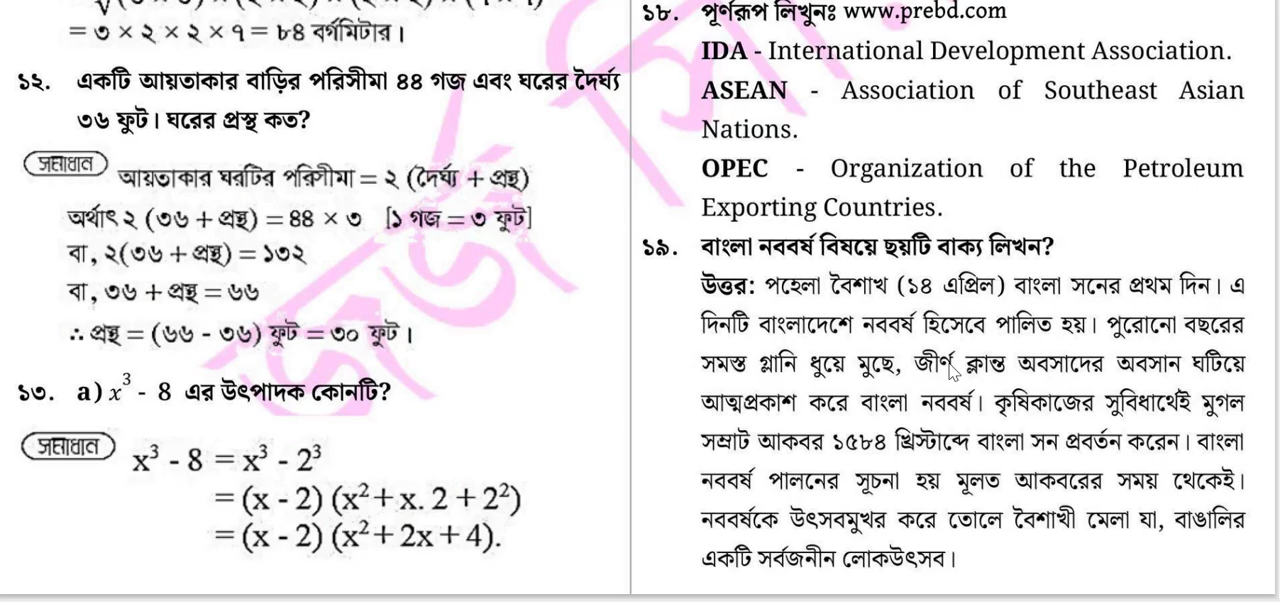 = ৩ × ২ × ২ × ৭ = ৮৪ বর্গমিটার।
১২. একটি আয়তাকার বাড়ির পরিসীমা ৪৪ গজ এবং ঘরের দৈর্ঘ্য
৩৬ ফুট। ঘরের প্রস্থ কত?
সমাধান আয়তাকার ঘরটির পরিসীমা = ২ (দৈর্ঘ্য + প্রস্থ)
অর্থাৎ ২ (৩৬ + প্রস্থ) = ৪৪ × ৩ [১ গজ = ৩ ফুট]
বা, ২(৩৬ + প্রস্থ) = ১৩২
বা, ৩৬ + প্রস্থ = ৬৬
∴ প্রস্থ = (৬৬ - ৩৬) ফুট = ৩০ ফুট।
১৩. a) x³ - 8 এর উৎপাদক কোনটি?
সমাধান x³ - 8 = x³ - 2³
= (x - 2) (x² + x. 2 + 2²)
= (x - 2) (x² + 2x + 4).
১৮. পূর্ণরূপ লিখুনঃ www.prebd.com
IDA - International Development Association.
ASEAN - Association of Southeast Asian
Nations.
OPEC - Organization of the Petroleum
Exporting Countries.
১৯. বাংলা নববর্ষ বিষয়ে ছয়টি বাক্য লিখন?
উত্তর: পহেলা বৈশাখ (১৪ এপ্রিল) বাংলা সনের প্রথম দিন। এ
দিনটি বাংলাদেশে নববর্ষ হিসেবে পালিত হয়। পুরোনো বছরের
সমস্ত গ্লানি ধুয়ে মুছে, জীর্ণ ক্লান্ত অবসাদের অবসান ঘটিয়ে
আত্মপ্রকাশ করে বাংলা নববর্ষ। কৃষিকাজের সুবিধার্থেই মুগল
সম্রাট আকবর ১৫৮৪ খ্রিস্টাব্দে বাংলা সন প্রবর্তন করেন। বাংলা
নববর্ষ পালনের সূচনা হয় মূলত আকবরের সময় থেকেই।
নববর্ষকে উৎসবমুখর করে তোলে বৈশাখী মেলা যা, বাঙালির
একটি সর্বজনীন লোকউৎসব।